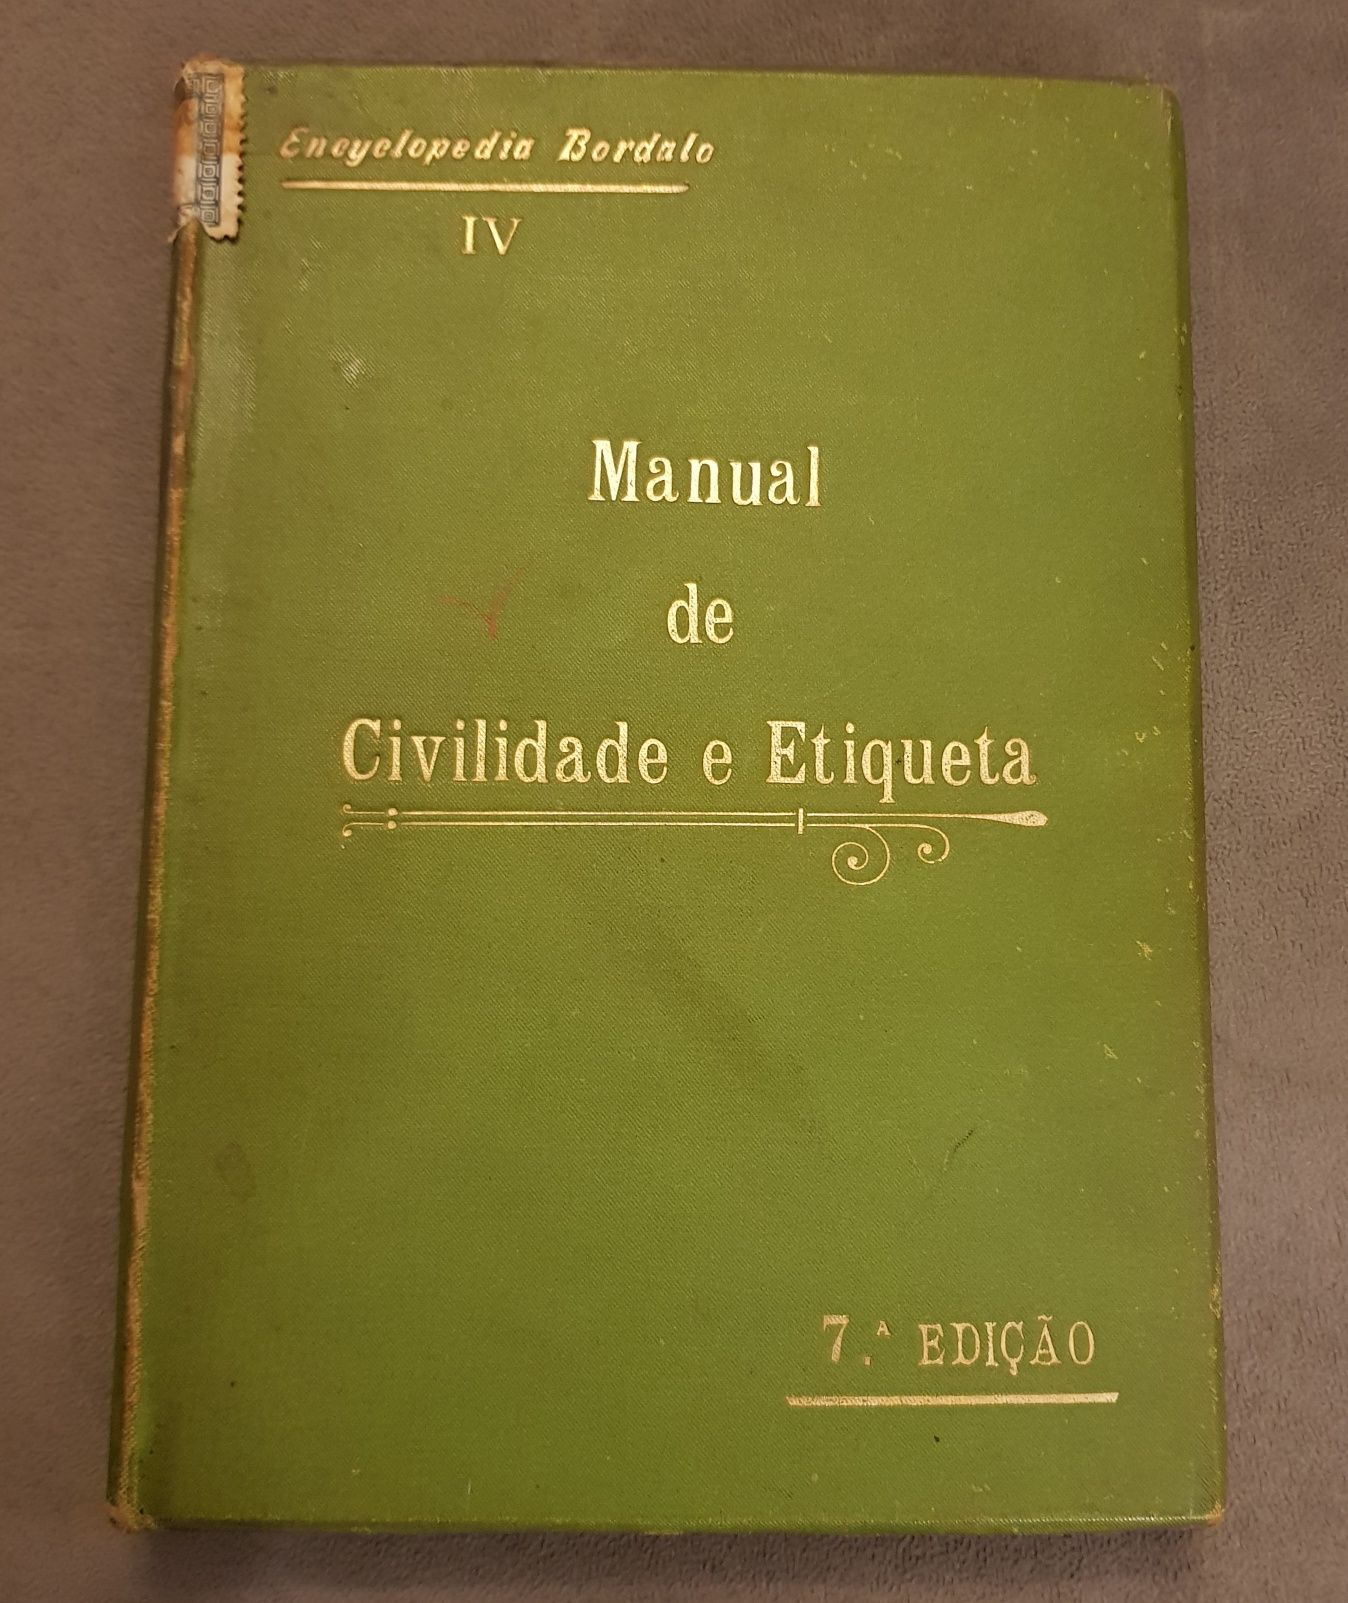 Encyclopedia Bordalo
IV
Manual
de
Civilidade e Etiqueta
7.ª EDIÇÃO